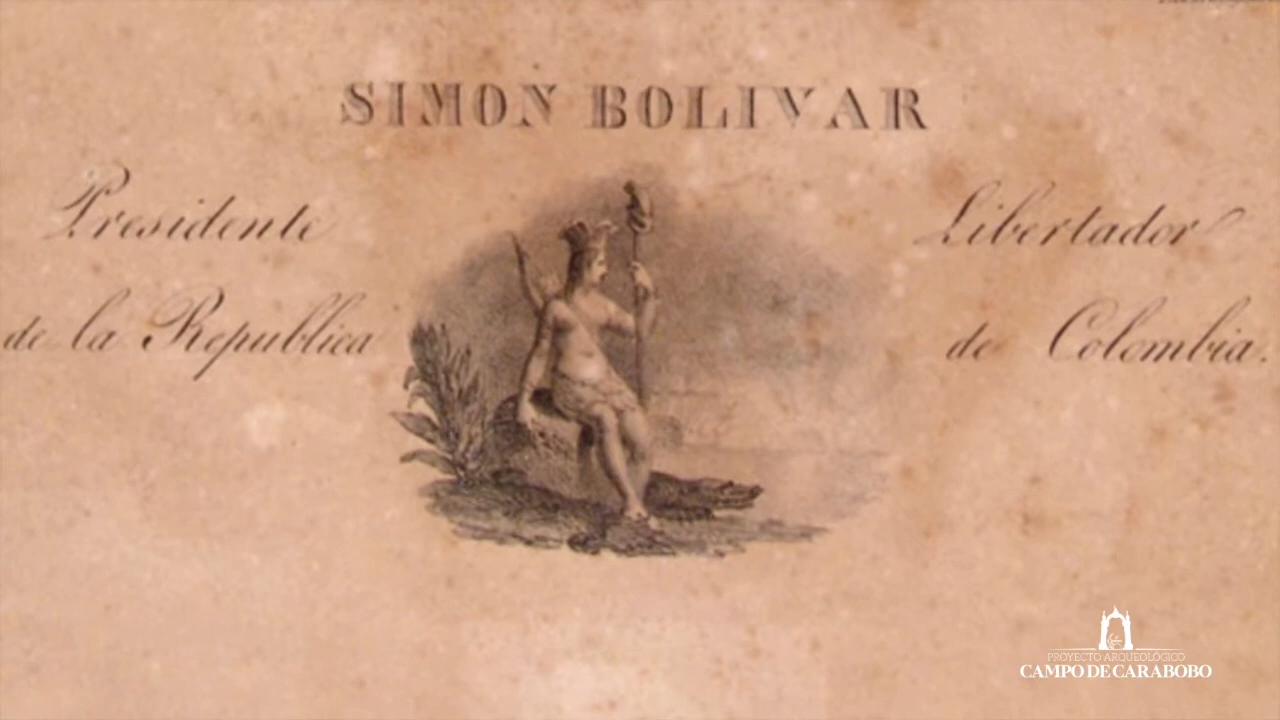 SIMON BOLIVAR
Presidente
de la Republica
Libertador
de Colombia.
PROYECTO ARQUEOLÓGICO
CAMPO DE CARABOBO